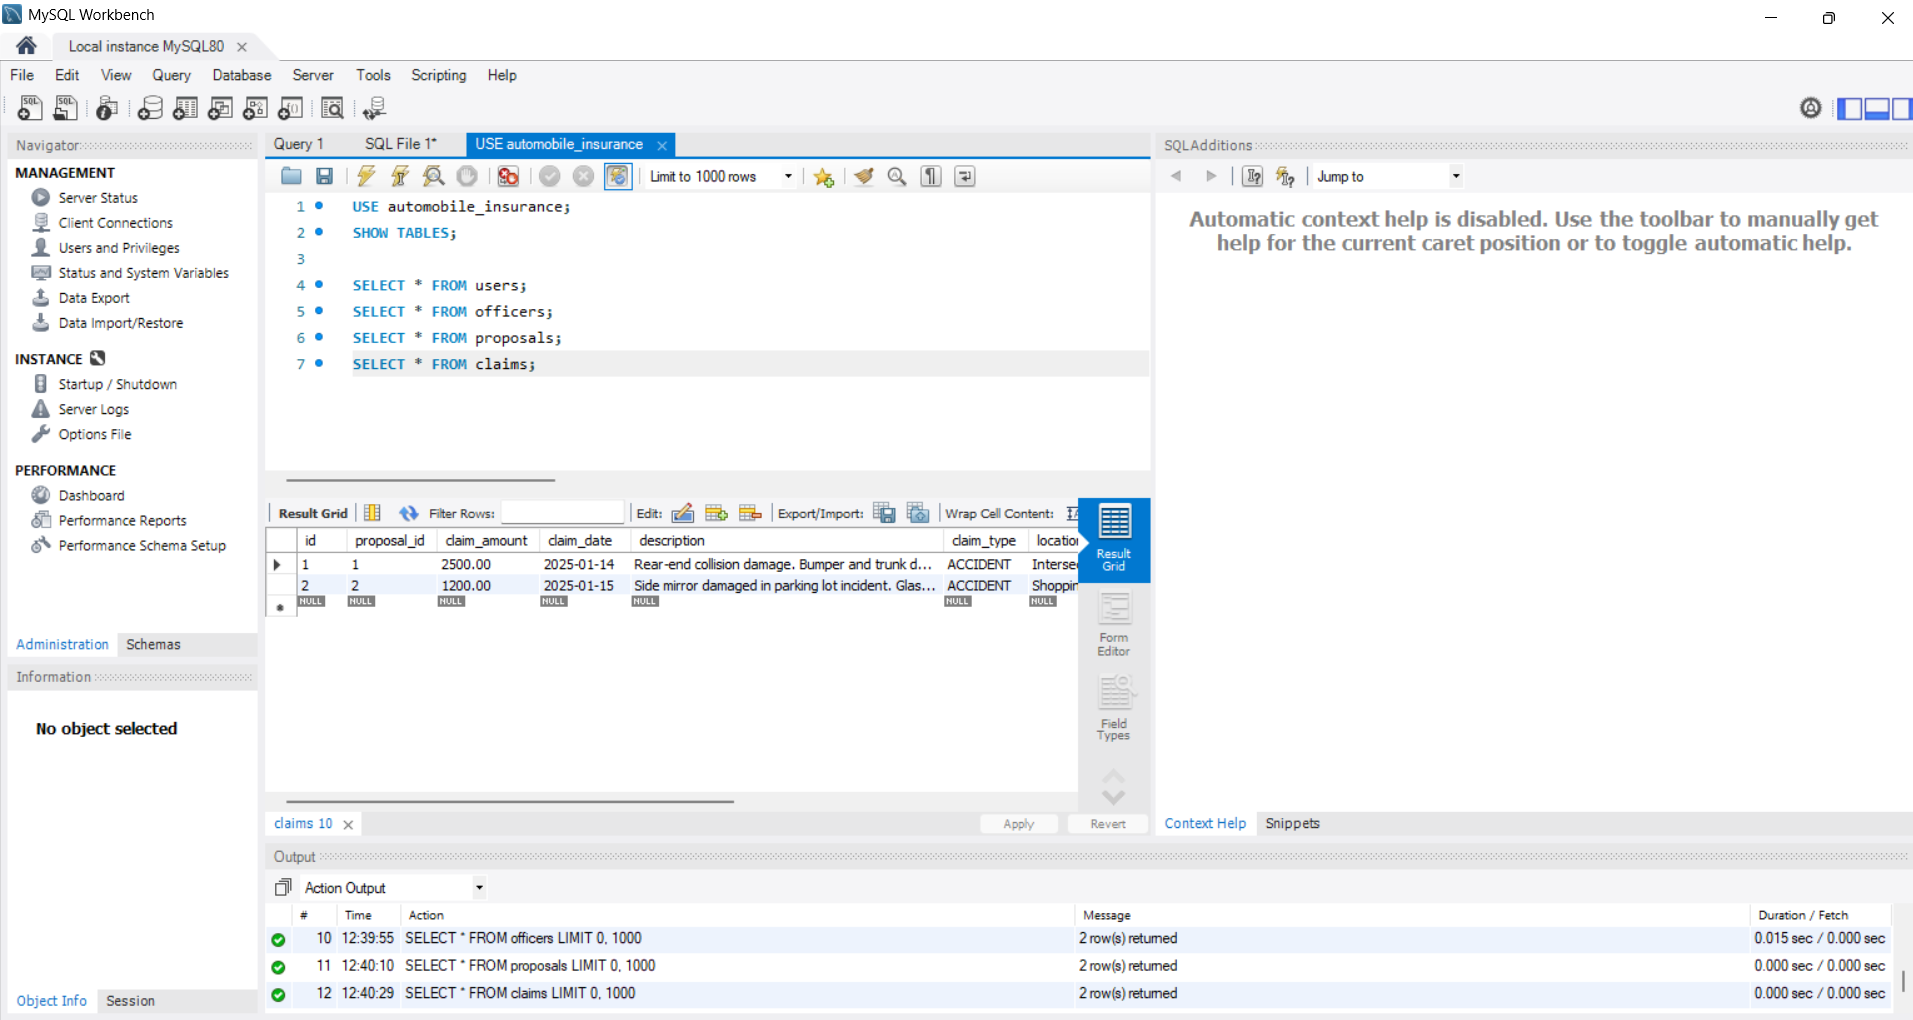 MySQL Workbench
Local instance MySQL80
File Edit View Query Database Server Tools Scripting Help
Navigator
MANAGEMENT
Server Status
Client Connections
Users and Privileges
Status and System Variables
Data Export
Data Import/Restore
INSTANCE
Startup / Shutdown
Server Logs
Options File
PERFORMANCE
Dashboard
Performance Reports
Performance Schema Setup
Administration Schemas
Information
No object selected
Object Info Session
Query 1 SQL File 1* USE automobile_insurance
Limit to 1000 rows
1 USE automobile_insurance;
2 SHOW TABLES;
3
4 SELECT * FROM users;
5 SELECT * FROM officers;
6 SELECT * FROM proposals;
7 SELECT * FROM claims;
Result Grid Filter Rows: Edit: Export/Import: Wrap Cell Content:
id proposal_id claim_amount claim_date description claim_type location
1 1 2500.00 2025-01-14 Rear-end collision damage. Bumper and trunk d... ACCIDENT Interse
2 2 1200.00 2025-01-15 Side mirror damaged in parking lot incident. Glas... ACCIDENT Shoppin
NULL NULL NULL NULL NULL NULL NULL
Result Grid
Form Editor
Field Types
claims 10 Apply Revert
SQLAdditions
Jump to
Automatic context help is disabled. Use the toolbar to manually get
help for the current caret position or to toggle automatic help.
Context Help Snippets
Output
Action Output
# Time Action Message Duration / Fetch
10 12:39:55 SELECT * FROM officers LIMIT 0, 1000 2 row(s) returned 0.015 sec / 0.000 sec
11 12:40:10 SELECT * FROM proposals LIMIT 0, 1000 2 row(s) returned 0.000 sec / 0.000 sec
12 12:40:29 SELECT * FROM claims LIMIT 0, 1000 2 row(s) returned 0.000 sec / 0.000 sec